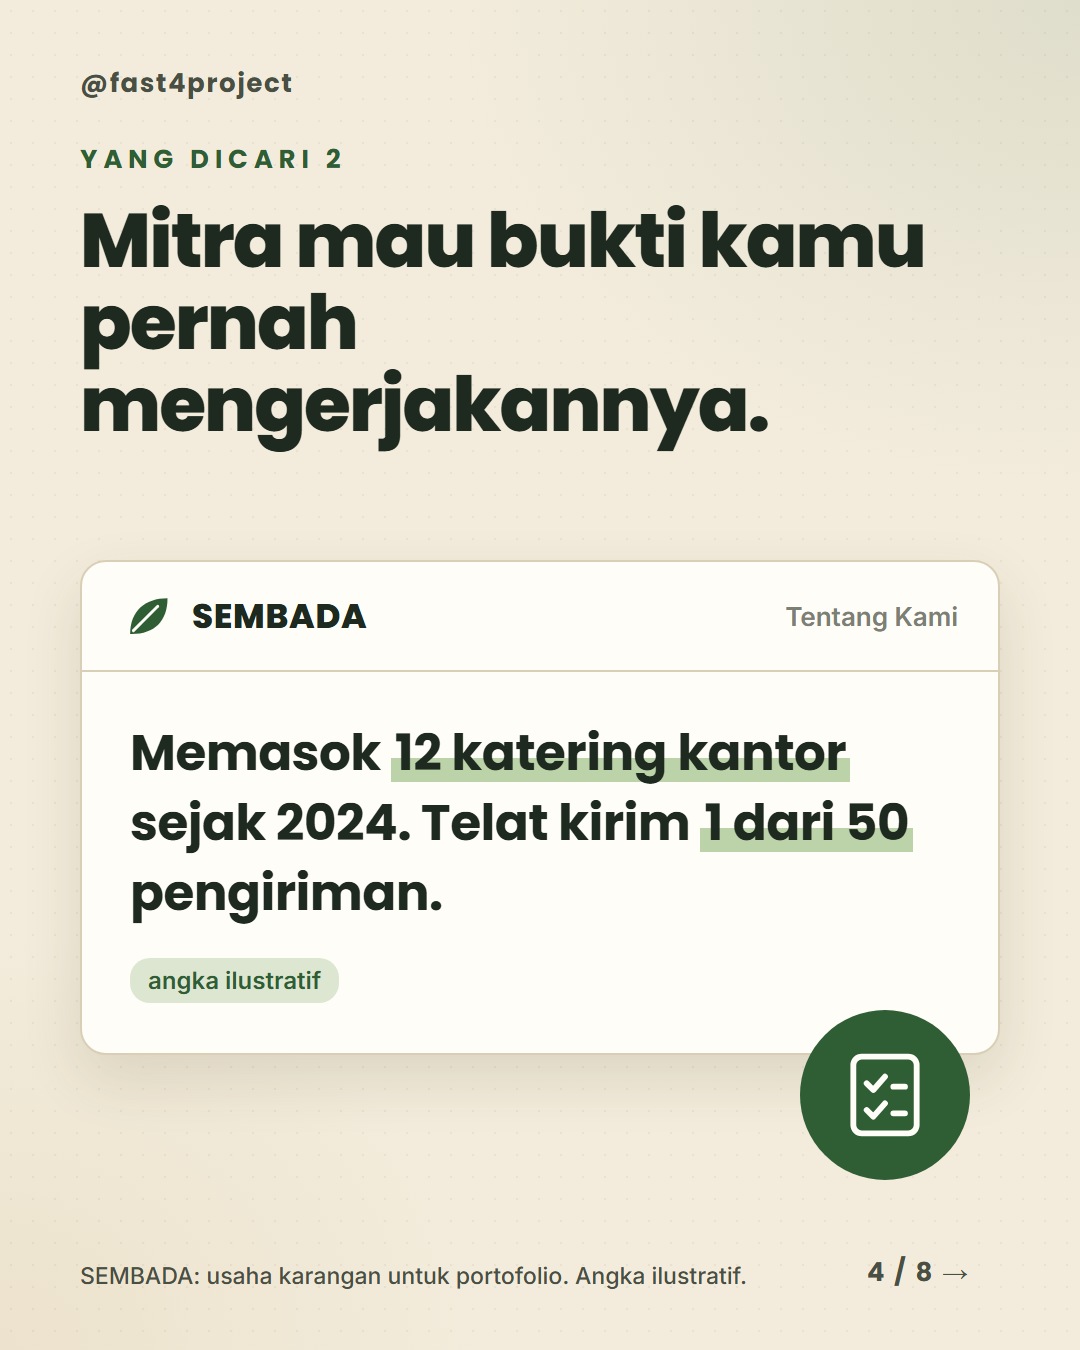 @fast4project
YANG DICARI 2
Mitra mau bukti kamu
pernah
mengerjakannya.
SEMBADA
Tentang Kami
Memasok 12 katering kantor
sejak 2024. Telat kirim 1 dari 50
pengiriman.
angka ilustratif
SEMBADA: usaha karangan untuk portofolio. Angka ilustratif.
4 / 8 →